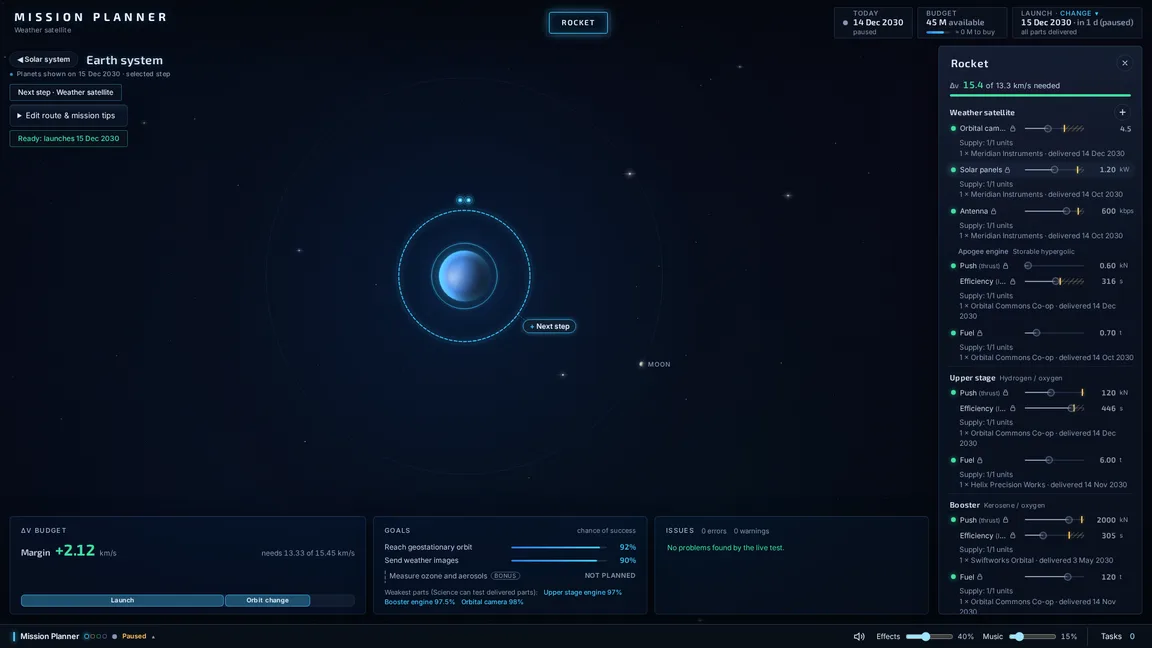 MISSION PLANNER
Weather satellite
ROCKET
TODAY
14 Dec 2030
paused
BUDGET
45 M available
≈ 0 M to buy
LAUNCH · CHANGE ▾
15 Dec 2030 · in 1 d (paused)
all parts delivered
◀ Solar system
Earth system
Planets shown on 15 Dec 2030 · selected step
Next step · Weather satellite
▶ Edit route & mission tips
Ready: launches 15 Dec 2030
+ Next step
MOON
Rocket
×
Δv 15.4 of 13.3 km/s needed
Weather satellite
+
Orbital cam... 4.5
Supply: 1/1 units
1 × Meridian Instruments · delivered 14 Dec 2030
Solar panels 1.20 kW
Supply: 1/1 units
1 × Meridian Instruments · delivered 14 Oct 2030
Antenna 600 kbps
Supply: 1/1 units
1 × Meridian Instruments · delivered 14 Oct 2030
Apogee engine Storable hypergolic
Push (thrust) 0.60 kN
Efficiency (I... 316 s
Supply: 1/1 units
1 × Orbital Commons Co-op · delivered 14 Dec
2030
Fuel 0.70 t
Supply: 1/1 units
1 × Orbital Commons Co-op · delivered 14 Oct 2030
Upper stage Hydrogen / oxygen
Push (thrust) 120 kN
Efficiency (I... 446 s
Supply: 1/1 units
1 × Orbital Commons Co-op · delivered 14 Dec
2030
Fuel 6.00 t
Supply: 1/1 units
1 × Helix Precision Works · delivered 14 Nov 2030
Booster Kerosene / oxygen
Push (thrust) 2000 kN
Efficiency (I... 305 s
Supply: 1/1 units
1 × Swiftworks Orbital · delivered 3 May 2030
Fuel 120 t
Supply: 1/1 units
1 × Orbital Commons Co-op · delivered 14 Nov
2030
ΔV BUDGET
Margin +2.12 km/s
needs 13.33 of 15.45 km/s
Launch
Orbit change
GOALS
chance of success
Reach geostationary orbit 92%
Send weather images 90%
Measure ozone and aerosols BONUS NOT PLANNED
Weakest parts (Science can test delivered parts): Upper stage engine 97%
Booster engine 97.5% Orbital camera 98%
ISSUES 0 errors 0 warnings
No problems found by the live test.
Mission Planner
Paused ▴
Effects 40%
Music 15%
Tasks 0